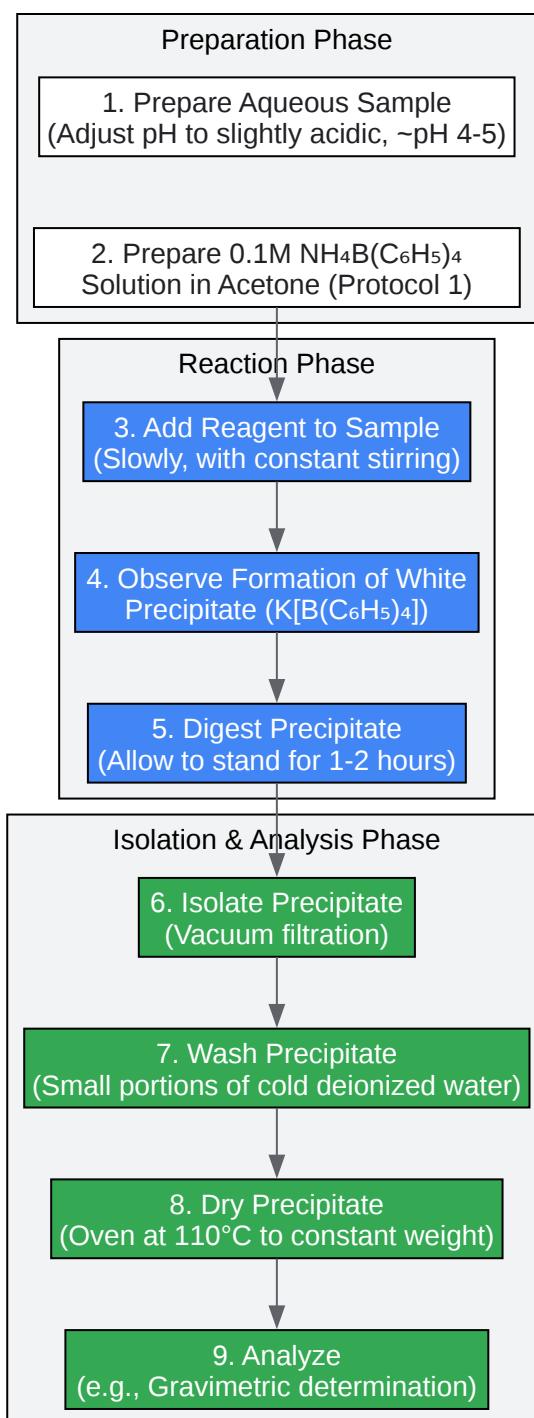 Preparation Phase
1. Prepare Aqueous Sample
(Adjust pH to slightly acidic, ~pH 4-5)
2. Prepare 0.1M NH₄B(C₆H₅)₄
Solution in Acetone (Protocol 1)
Reaction Phase
3. Add Reagent to Sample
(Slowly, with constant stirring)
4. Observe Formation of White
Precipitate (K[B(C₆H₅)₄])
5. Digest Precipitate
(Allow to stand for 1-2 hours)
Isolation & Analysis Phase
6. Isolate Precipitate
(Vacuum filtration)
7. Wash Precipitate
(Small portions of cold deionized water)
8. Dry Precipitate
(Oven at 110°C to constant weight)
9. Analyze
(e.g., Gravimetric determination)